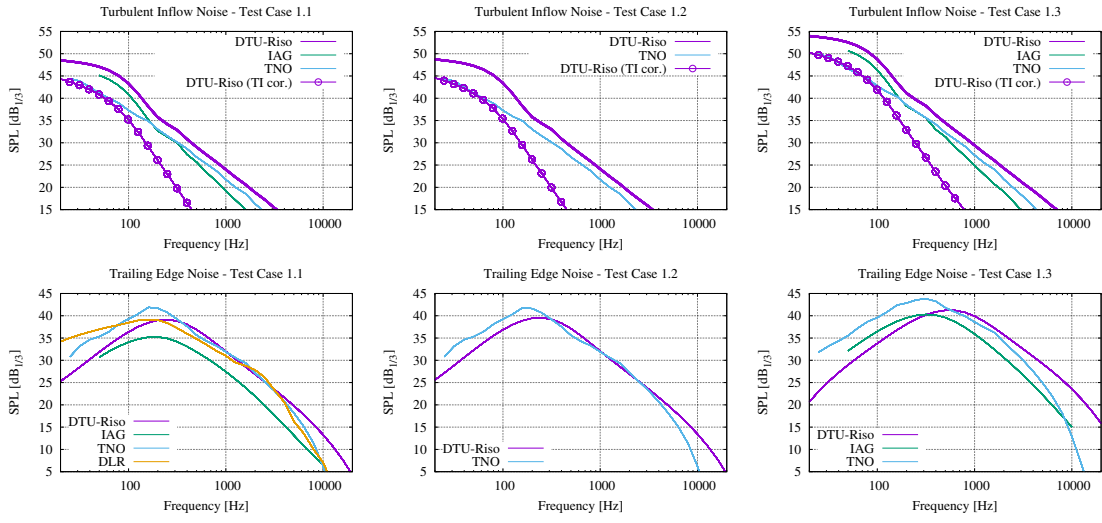 Turbulent Inflow Noise - Test Case 1.1
55
50
45
40
35
30
25
20
15
SPL [dB1/3]
DTU-Riso
IAG
TNO
DTU-Riso (TI cor.)
100
1000
10000
Frequency [Hz]
Turbulent Inflow Noise - Test Case 1.2
55
50
45
40
35
30
25
20
15
SPL [dB1/3]
DTU-Riso
TNO
DTU-Riso (TI cor.)
100
1000
10000
Frequency [Hz]
Turbulent Inflow Noise - Test Case 1.3
55
50
45
40
35
30
25
20
15
SPL [dB1/3]
DTU-Riso
IAG
TNO
DTU-Riso (TI cor.)
100
1000
10000
Frequency [Hz]
Trailing Edge Noise - Test Case 1.1
45
40
35
30
25
20
15
10
5
SPL [dB1/3]
DTU-Riso
IAG
TNO
DLR
100
1000
10000
Frequency [Hz]
Trailing Edge Noise - Test Case 1.2
45
40
35
30
25
20
15
10
5
SPL [dB1/3]
DTU-Riso
TNO
100
1000
10000
Frequency [Hz]
Trailing Edge Noise - Test Case 1.3
45
40
35
30
25
20
15
10
5
SPL [dB1/3]
DTU-Riso
IAG
TNO
100
1000
10000
Frequency [Hz]